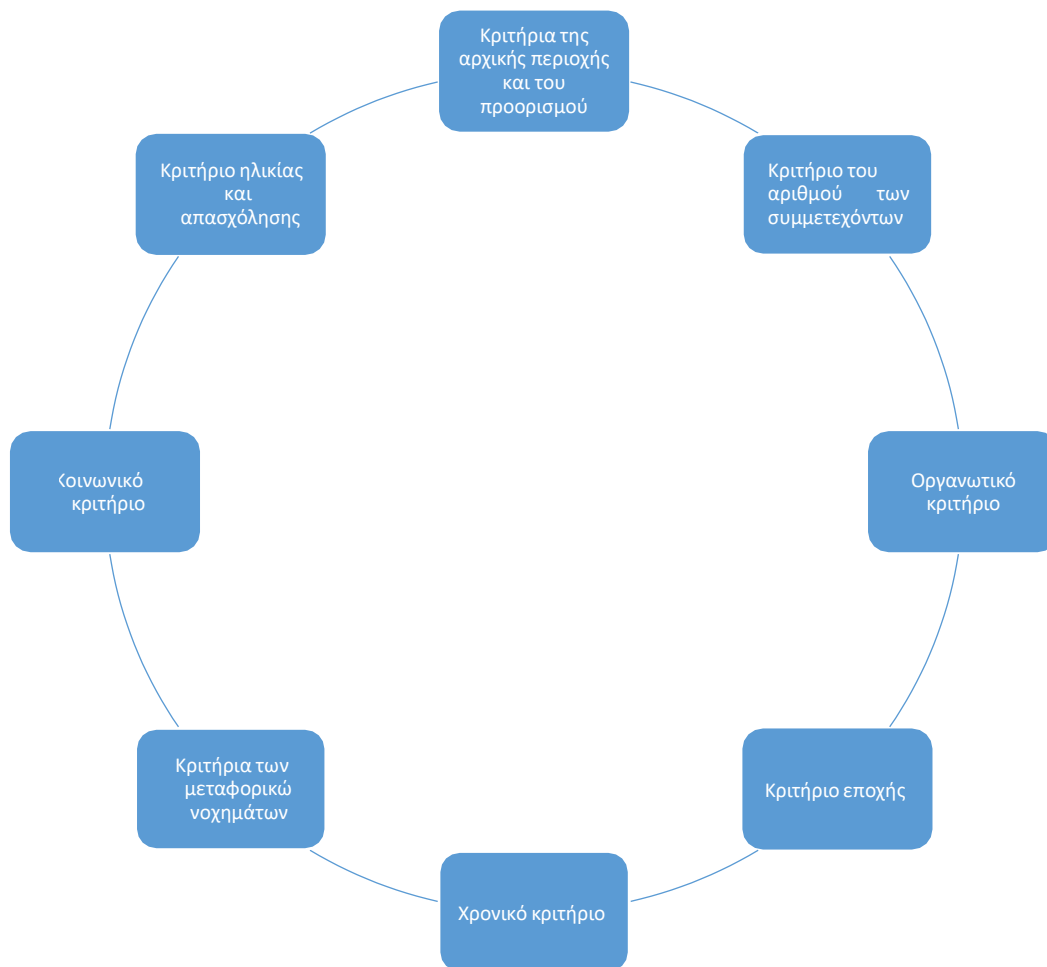 Κριτήρια της
αρχικής περιοχής
και του
προορισμού
Κριτήριο του
αριθμού των
συμμετεχόντων
Οργανωτικό
κριτήριο
Κριτήριο εποχής
Χρονικό κριτήριο
Κριτήρια των
μεταφορικώ
νοχημάτων
Κοινωνικό
κριτήριο
Κριτήριο ηλικίας
και
απασχόλησης